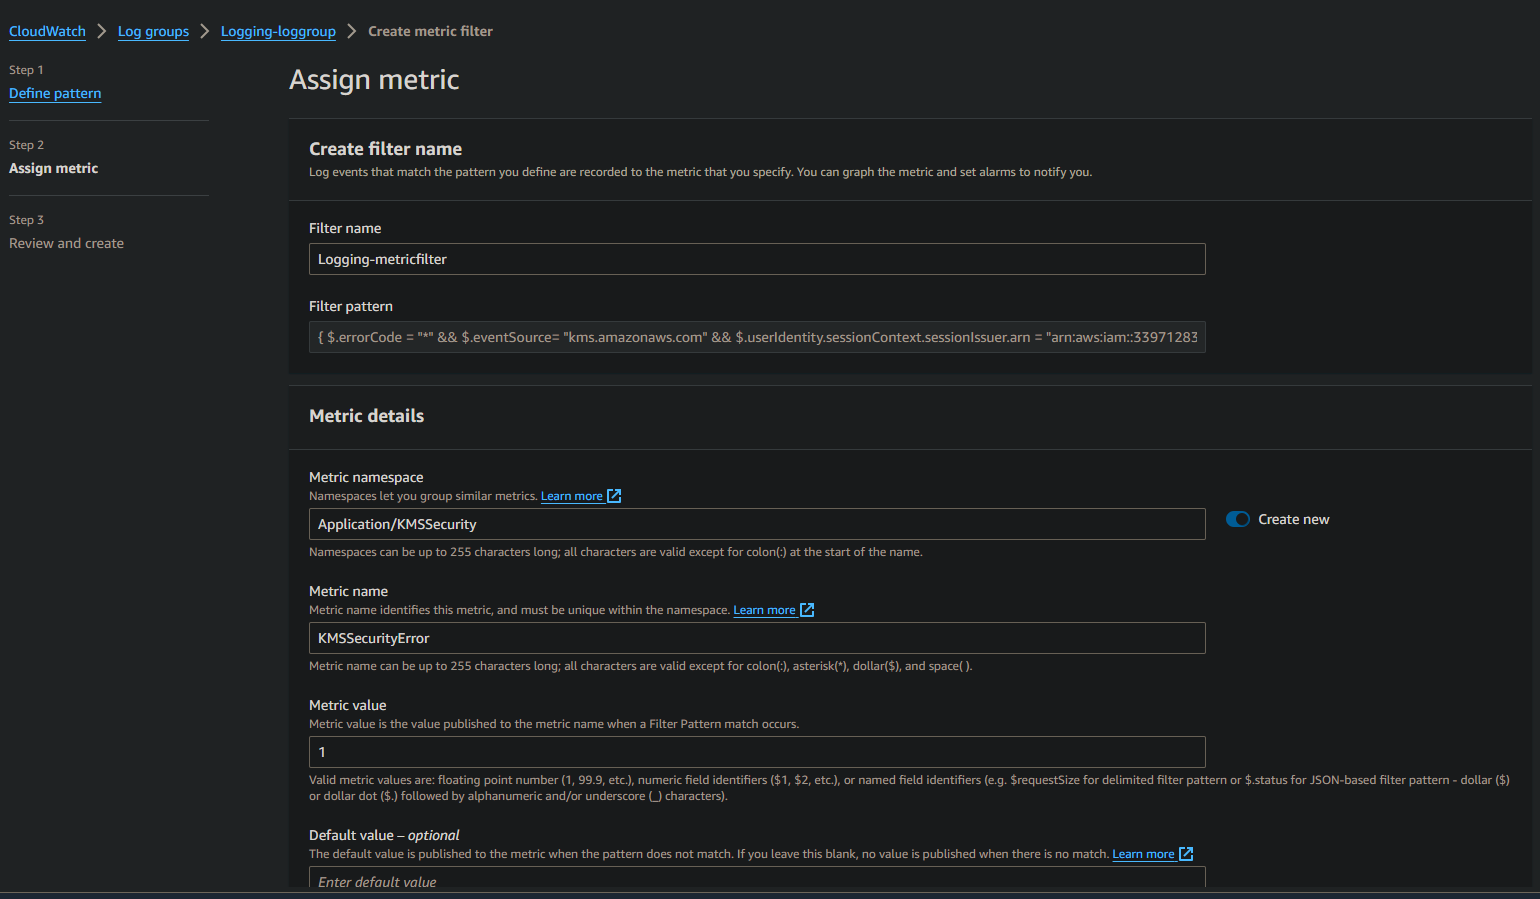 CloudWatch > Log groups > Logging-loggroup > Create metric filter
Step 1
Define pattern
Step 2
Assign metric
Step 3
Review and create
Assign metric
Create filter name
Log events that match the pattern you define are recorded to the metric that you specify. You can graph the metric and set alarms to notify you.
Filter name
Logging-metricfilter
Filter pattern
{ $.errorCode = "*" && $.eventSource= "kms.amazonaws.com" && $.userIdentity.sessionContext.sessionIssuer.arn = "arn:aws:iam::33971283
Metric details
Metric namespace
Namespaces let you group similar metrics. Learn more
Application/KMSSecurity
Create new
Namespaces can be up to 255 characters long; all characters are valid except for colon(:) at the start of the name.
Metric name
Metric name identifies this metric, and must be unique within the namespace. Learn more
KMSSecurityError
Metric name can be up to 255 characters long; all characters are valid except for colon(:), asterisk(*), dollar($), and space( ).
Metric value
Metric value is the value published to the metric name when a Filter Pattern match occurs.
1
Valid metric values are: floating point number (1, 99.9, etc.), numeric field identifiers ($1, $2, etc.), or named field identifiers (e.g. $requestSize for delimited filter pattern or $.status for JSON-based filter pattern - dollar ($)
or dollar dot ($.) followed by alphanumeric and/or underscore (_) characters).
Default value – optional
The default value is published to the metric when the pattern does not match. If you leave this blank, no value is published when there is no match. Learn more
Enter default value